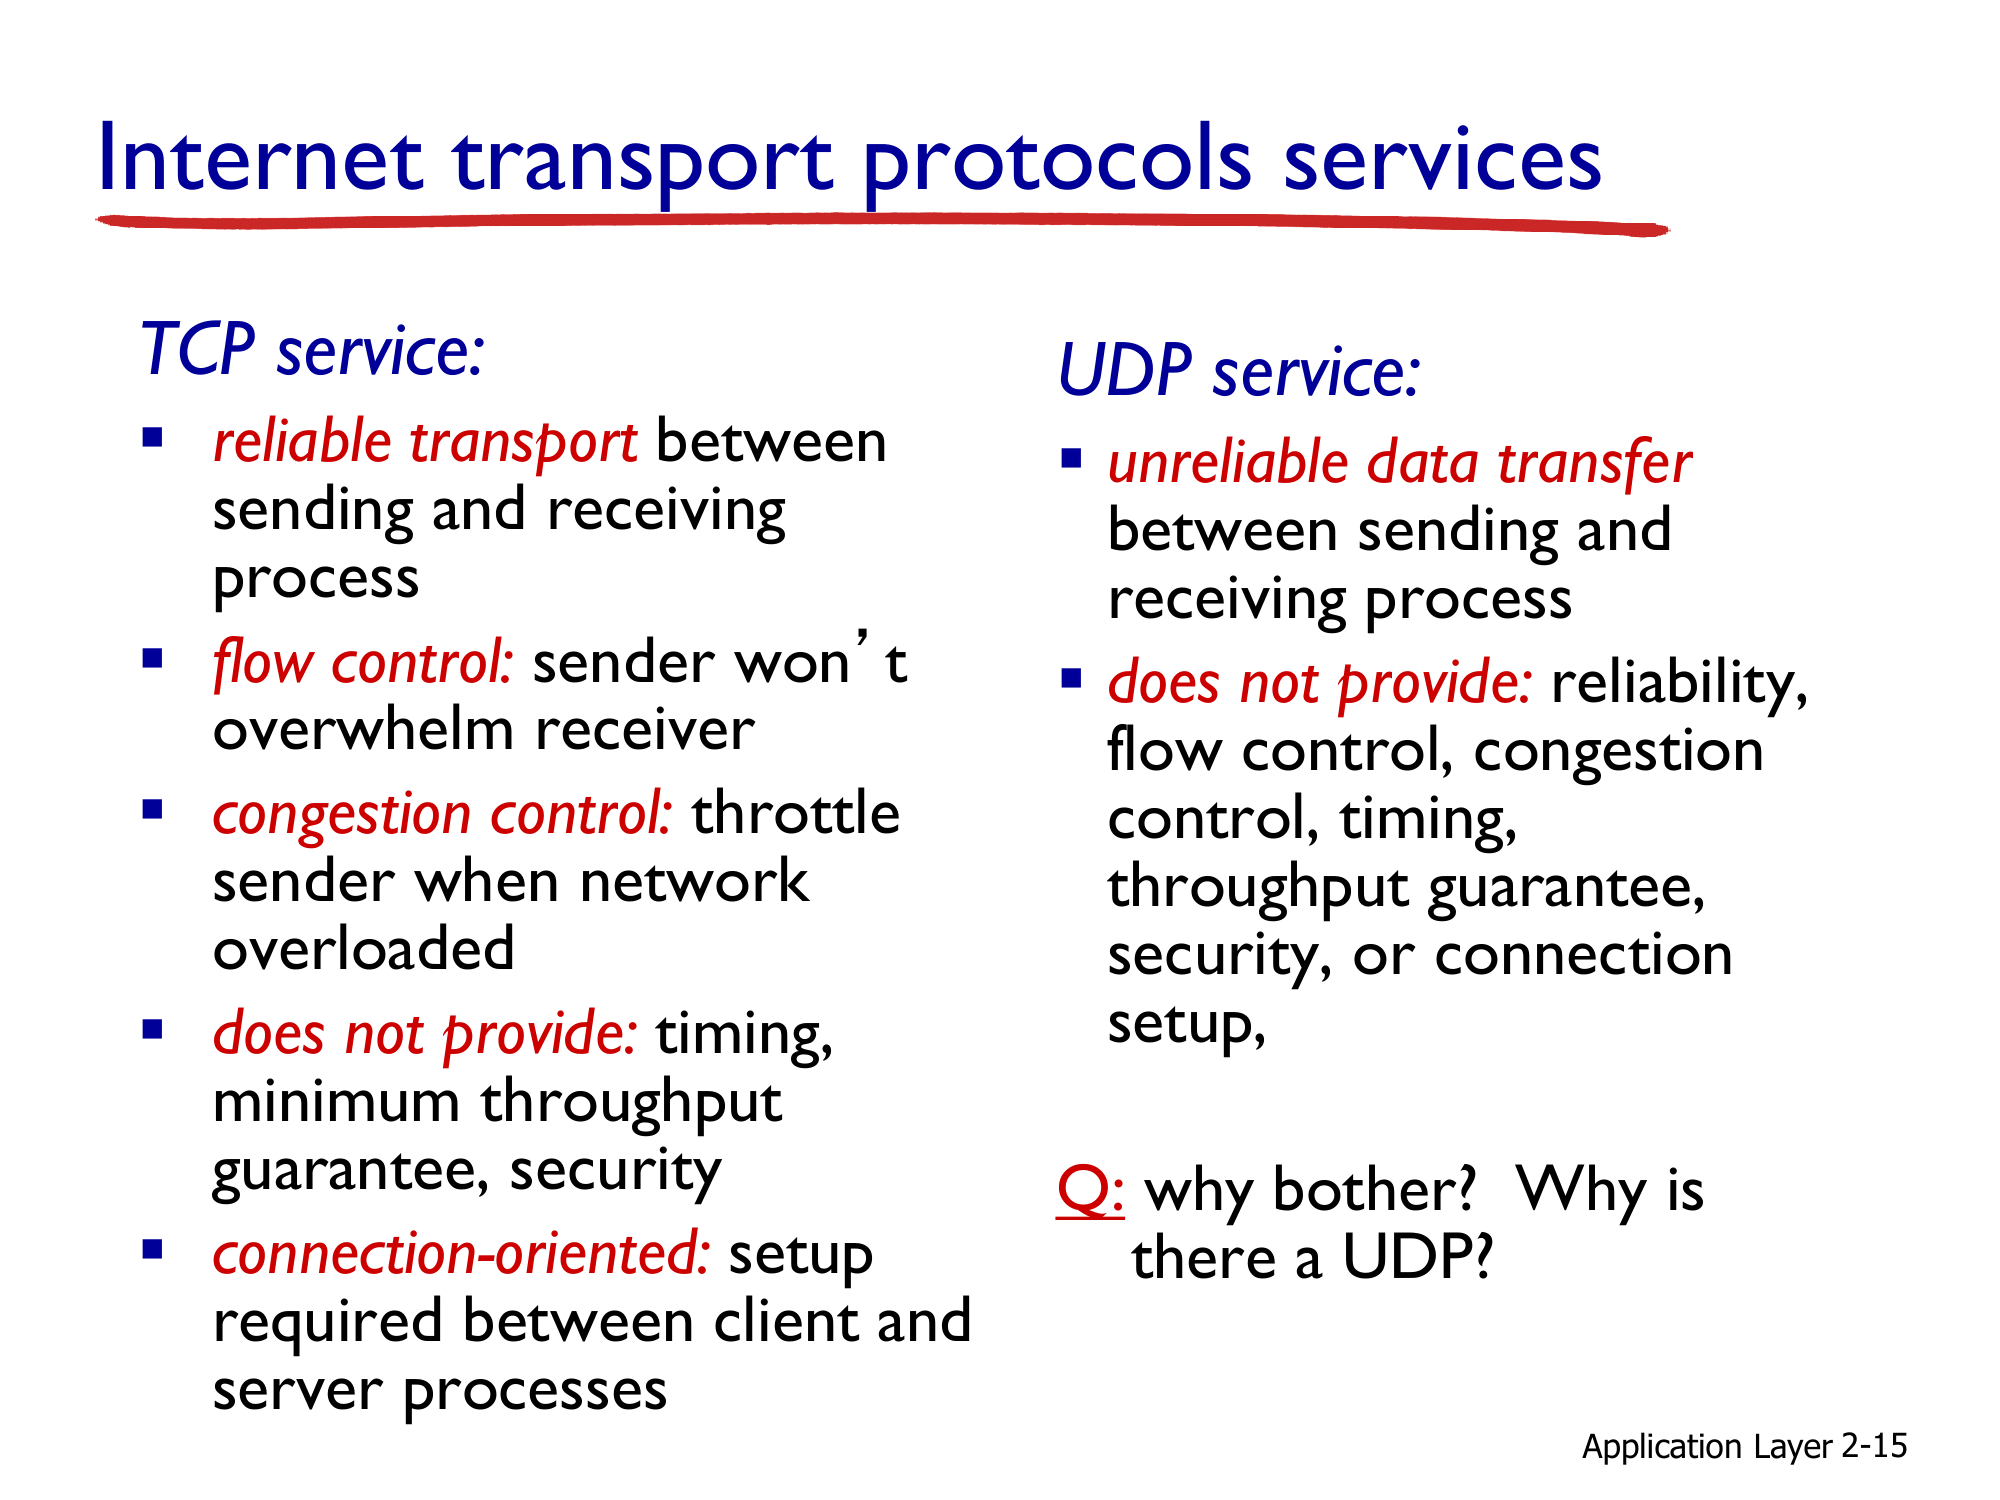 Internet transport protocols services
TCP service:
▪ reliable transport between
sending and receiving
process
▪ flow control: sender won’t
overwhelm receiver
▪ congestion control: throttle
sender when network
overloaded
▪ does not provide: timing,
minimum throughput
guarantee, security
▪ connection-oriented: setup
required between client and
server processes
UDP service:
▪ unreliable data transfer
between sending and
receiving process
▪ does not provide: reliability,
flow control, congestion
control, timing,
throughput guarantee,
security, or connection
setup,
Q: why bother? Why is
there a UDP?
Application Layer 2-15